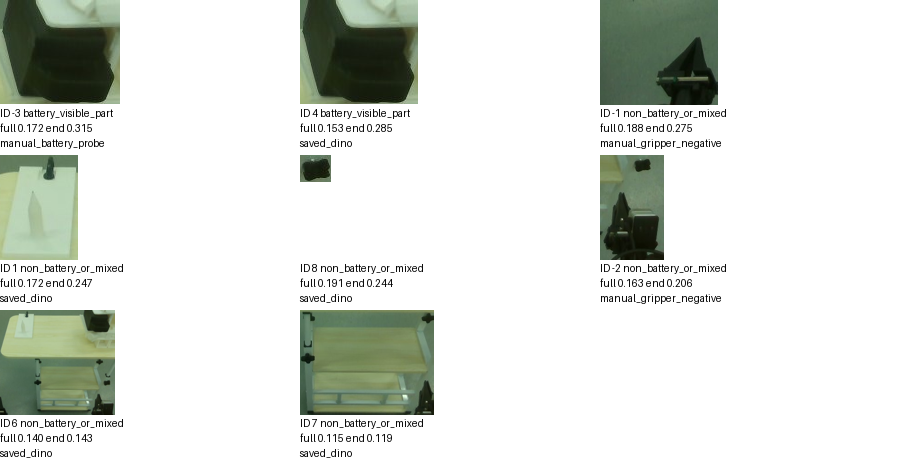 ID -3 battery_visible_part
full 0.172 end 0.315
manual_battery_probe
ID 4 battery_visible_part
full 0.153 end 0.285
saved_dino
ID -1 non_battery_or_mixed
full 0.188 end 0.275
manual_gripper_negative
ID 1 non_battery_or_mixed
full 0.172 end 0.247
saved_dino
ID 8 non_battery_or_mixed
full 0.191 end 0.244
saved_dino
ID -2 non_battery_or_mixed
full 0.163 end 0.206
manual_gripper_negative
ID 6 non_battery_or_mixed
full 0.140 end 0.143
saved_dino
ID 7 non_battery_or_mixed
full 0.115 end 0.119
saved_dino